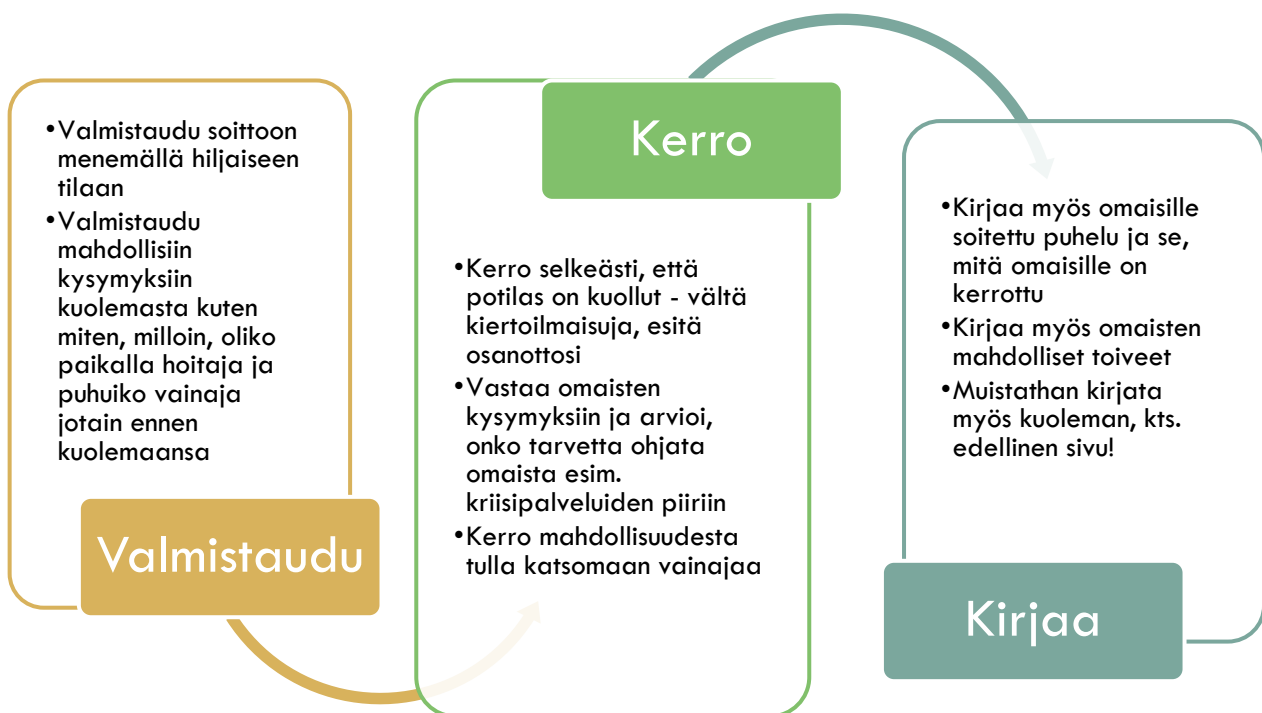 •Valmistaudu soittoon
menemällä hiljaiseen
tilaan
•Valmistaudu
mahdollisiin
kysymyksiin
kuolemasta kuten
miten, milloin, oliko
paikalla hoitaja ja
puhuiko vainaja
jotain ennen
kuolemaansa
Valmistaudu
Kerro
•Kerro selkeästi, että
potilas on kuollut - vältä
kiertoilmaisuja, esitä
osanottosi
•Vastaa omaisten
kysymyksiin ja arvioi,
onko tarvetta ohjata
omaista esim.
kriisipalveluiden piiriin
•Kerro mahdollisuudesta
tulla katsomaan vainajaa
•Kirjaa myös omaisille
soitettu puhelu ja se,
mitä omaisille on
kerrottu
•Kirjaa myös omaisten
mahdolliset toiveet
•Muistathan kirjata
myös kuoleman, kts.
edellinen sivu!
Kirjaa